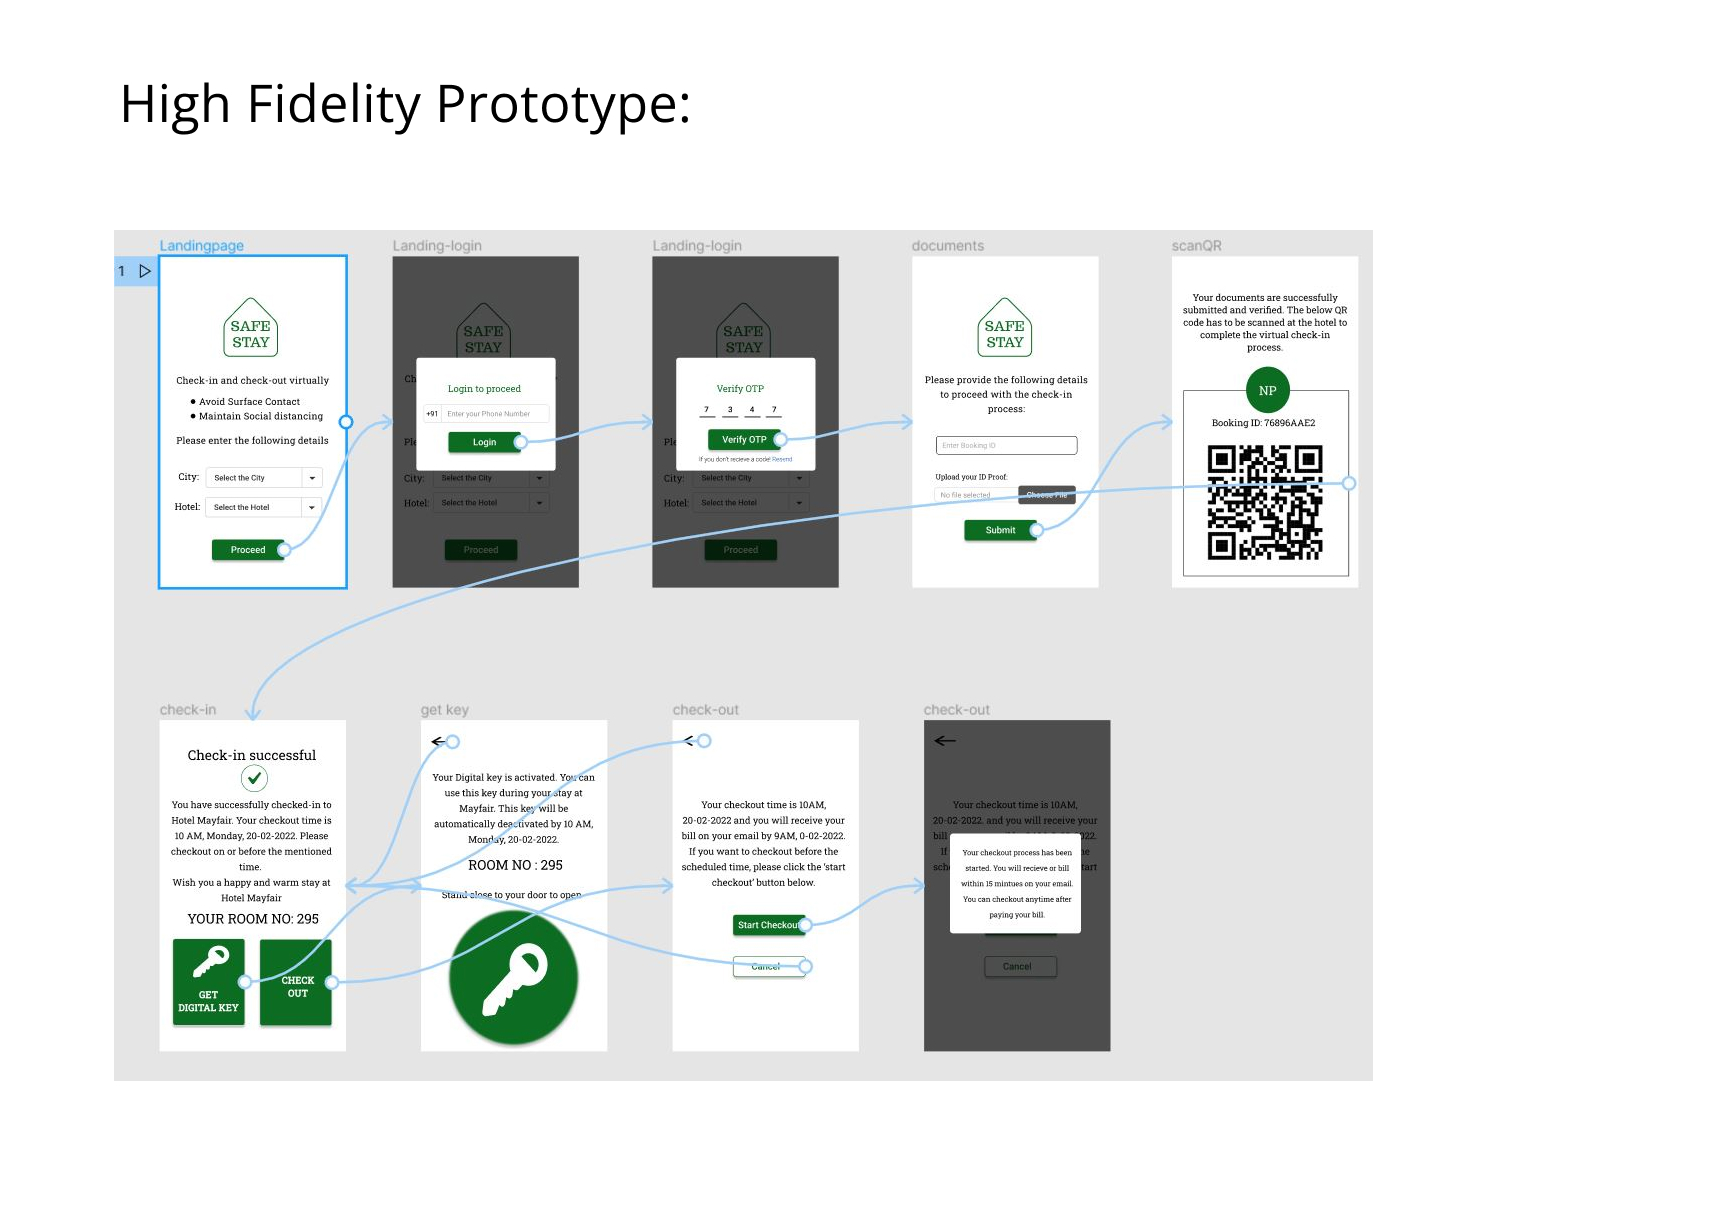 High Fidelity Prototype:
Landingpage
1
SAFE
STAY
Check-in and check-out virtually
Avoid Surface Contact
Maintain Social distancing
Please enter the following details
City:
Select the City
Hotel:
Select the Hotel
Proceed
Landing-login
SAFE
STAY
Ch
Login to proceed
+91
Enter your Phone Number
Login
Ple
City:
Select the City
Hotel:
Select the Hotel
Proceed
Landing-login
SAFE
STAY
Verify OTP
7 3 4 7
Verify OTP
If you don't recieve a code! Resend
Ple
City:
Select the City
Hotel:
Select the Hotel
Proceed
documents
SAFE
STAY
Please provide the following details
to proceed with the check-in
process:
Enter Booking ID
Upload your ID Proof:
No file selected
Choose File
Submit
scanQR
Your documents are successfully
submitted and verified. The below QR
code has to be scanned at the hotel to
complete the virtual check-in
process.
NP
Booking ID: 76896AAE2
check-in
Check-in successful
You have successfully checked-in to
Hotel Mayfair. Your checkout time is
10 AM, Monday, 20-02-2022. Please
checkout on or before the mentioned
time.
Wish you a happy and warm stay at
Hotel Mayfair
YOUR ROOM NO: 295
GET
DIGITAL KEY
CHECK
OUT
get key
Your Digital key is activated. You can
use this key during your stay at
Mayfair. This key will be
automatically deactivated by 10 AM,
Monday, 20-02-2022.
ROOM NO : 295
Stand close to your door to open
check-out
Your checkout time is 10AM,
20-02-2022 and you will receive your
bill on your email by 9AM, 0-02-2022.
If you want to checkout before the
scheduled time, please click the 'start
checkout' button below.
Start Checkout
Cancel
check-out
Your checkout time is 10AM,
20-02-2022. and you will receive your
bill
022.
If
he
sche
tart
Your checkout process has been
started. You will recieve or bill
within 15 mintues on your email.
You can checkout anytime after
paying your bill.
Cancel